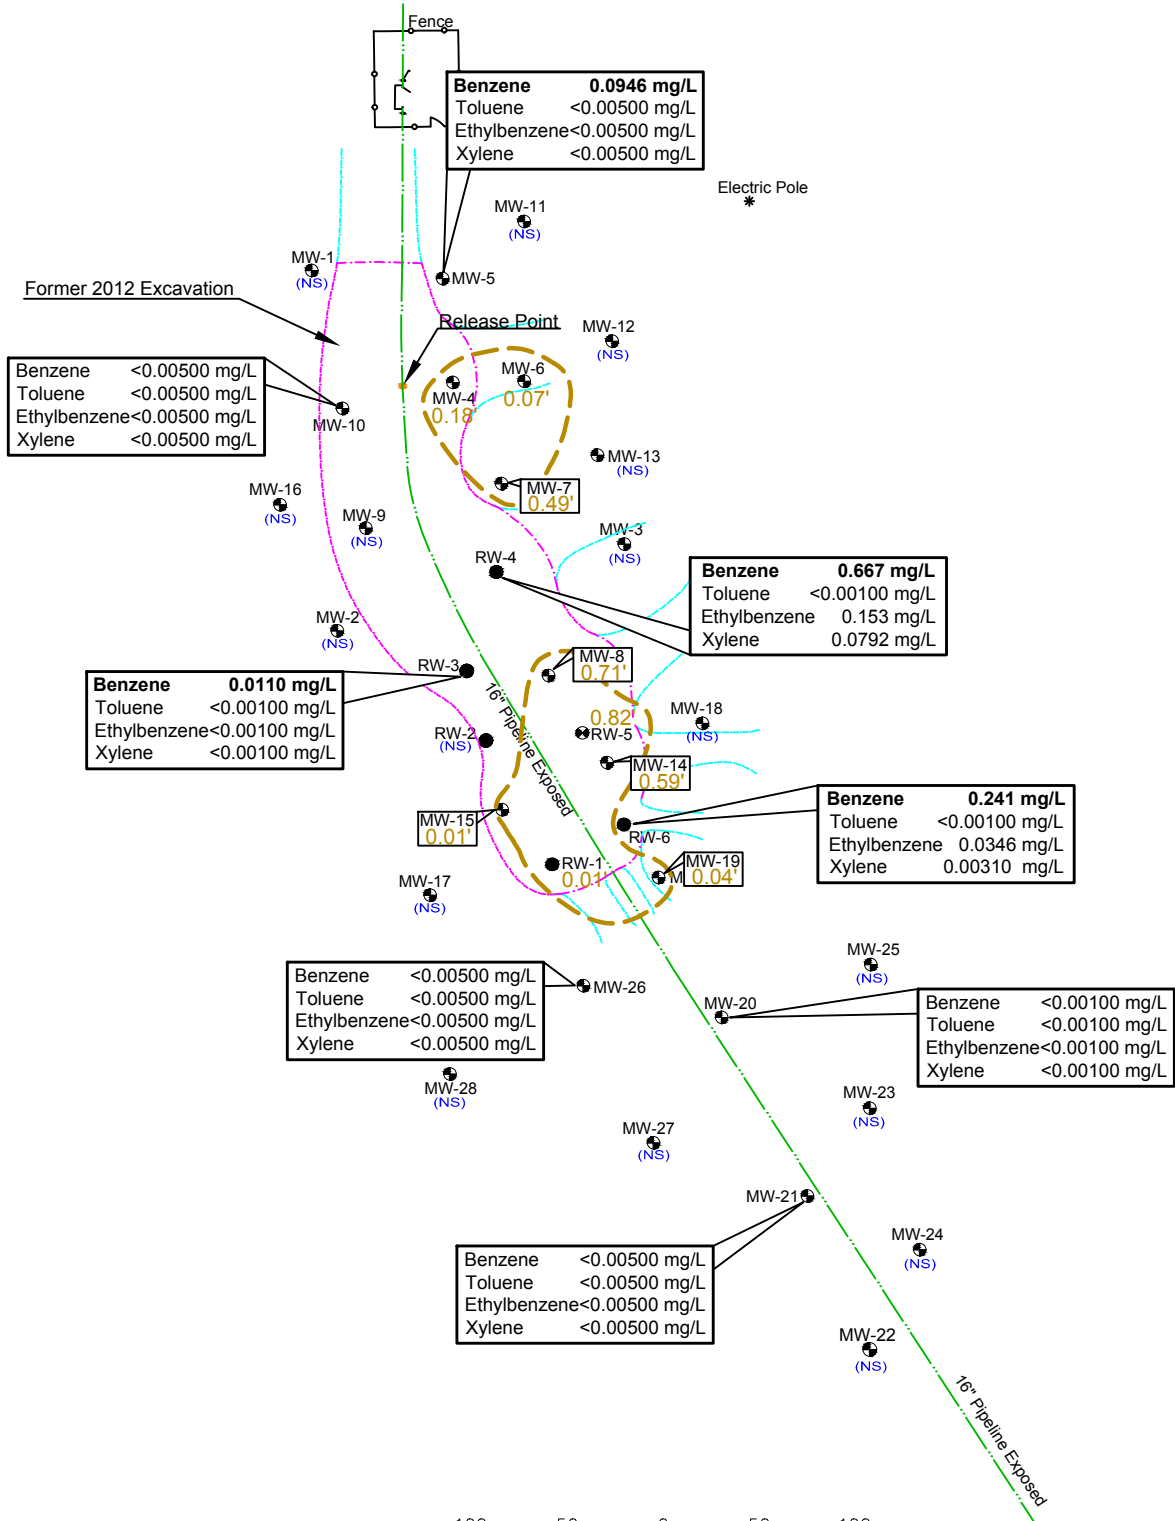 Fence
Benzene 0.0946 mg/L
Toluene <0.00500 mg/L
Ethylbenzene<0.00500 mg/L
Xylene <0.00500 mg/L
Electric Pole
MW-11
(NS)
MW-1
(NS)
MW-5
Former 2012 Excavation
Release Point
MW-12
(NS)
Benzene <0.00500 mg/L
Toluene <0.00500 mg/L
Ethylbenzene<0.00500 mg/L
Xylene <0.00500 mg/L
MW-10
MW-4
0.18'
MW-6
0.07'
MW-13
(NS)
MW-7
0.49'
MW-16
(NS)
MW-9
(NS)
MW-3
(NS)
RW-4
Benzene 0.667 mg/L
Toluene <0.00100 mg/L
Ethylbenzene 0.153 mg/L
Xylene 0.0792 mg/L
MW-2
(NS)
RW-3
MW-8
0.71'
Benzene 0.0110 mg/L
Toluene <0.00100 mg/L
Ethylbenzene<0.00100 mg/L
Xylene <0.00100 mg/L
16" Pipeline Exposed
0.82'
RW-5
MW-18
(NS)
RW-2
(NS)
MW-14
0.59'
MW-15
0.01'
Benzene 0.241 mg/L
Toluene <0.00100 mg/L
Ethylbenzene 0.0346 mg/L
Xylene 0.00310 mg/L
RW-6
RW-1
0.01'
M
MW-19
0.04'
MW-17
(NS)
MW-25
(NS)
Benzene <0.00500 mg/L
Toluene <0.00500 mg/L
Ethylbenzene<0.00500 mg/L
Xylene <0.00500 mg/L
MW-26
MW-20
Benzene <0.00100 mg/L
Toluene <0.00100 mg/L
Ethylbenzene<0.00100 mg/L
Xylene <0.00100 mg/L
MW-28
(NS)
MW-23
(NS)
MW-27
(NS)
MW-21
MW-24
(NS)
Benzene <0.00500 mg/L
Toluene <0.00500 mg/L
Ethylbenzene<0.00500 mg/L
Xylene <0.00500 mg/L
MW-22
(NS)
16" Pipeline Exposed
100 50 0 50 100